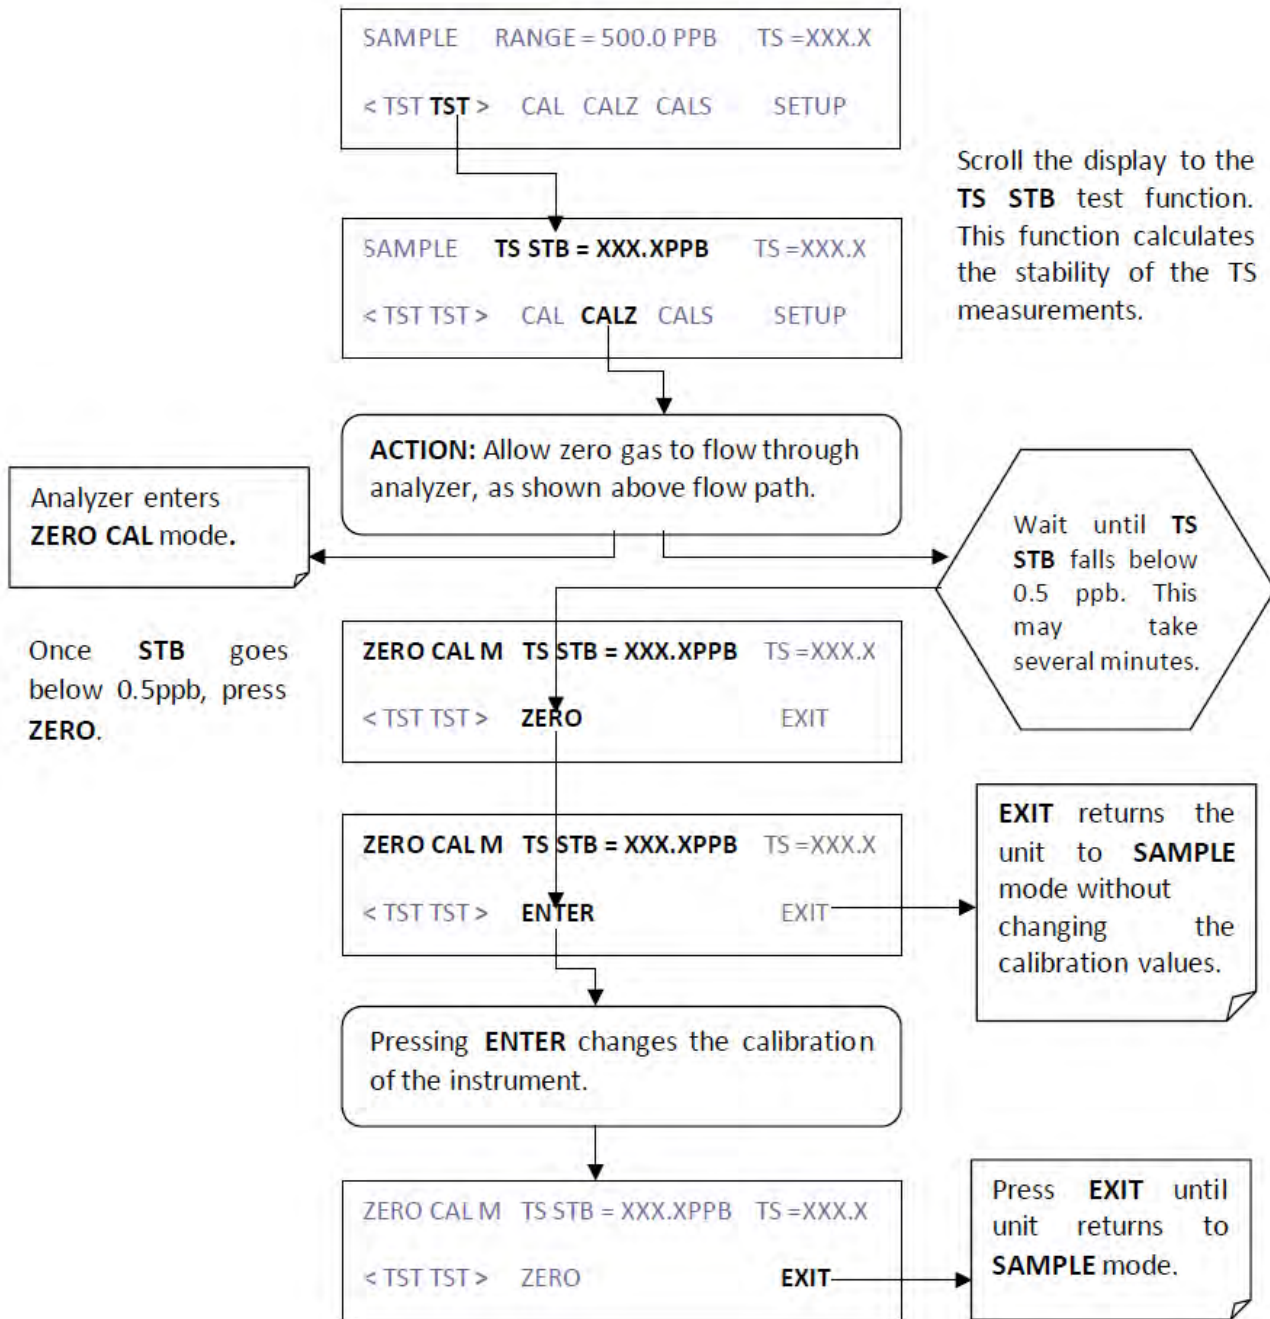 SAMPLE RANGE = 500.0 PPB TS =XXX.X
< TST TST > CAL CALZ CALS SETUP
Scroll the display to the
TS STB test function.
This function calculates
the stability of the TS
measurements.
SAMPLE TS STB = XXX.XPPB TS =XXX.X
< TST TST > CAL CALZ CALS SETUP
ACTION: Allow zero gas to flow through
analyzer, as shown above flow path.
Analyzer enters
ZERO CAL mode.
Wait until TS
STB falls below
0.5 ppb. This
may take
several minutes.
Once STB goes
below 0.5ppb, press
ZERO.
ZERO CAL M TS STB = XXX.XPPB TS =XXX.X
< TST TST > ZERO EXIT
ZERO CAL M TS STB = XXX.XPPB TS =XXX.X
< TST TST > ENTER EXIT
EXIT returns the
unit to SAMPLE
mode without
changing the
calibration values.
Pressing ENTER changes the calibration
of the instrument.
ZERO CAL M TS STB = XXX.XPPB TS =XXX.X
< TST TST > ZERO EXIT
Press EXIT until
unit returns to
SAMPLE mode.